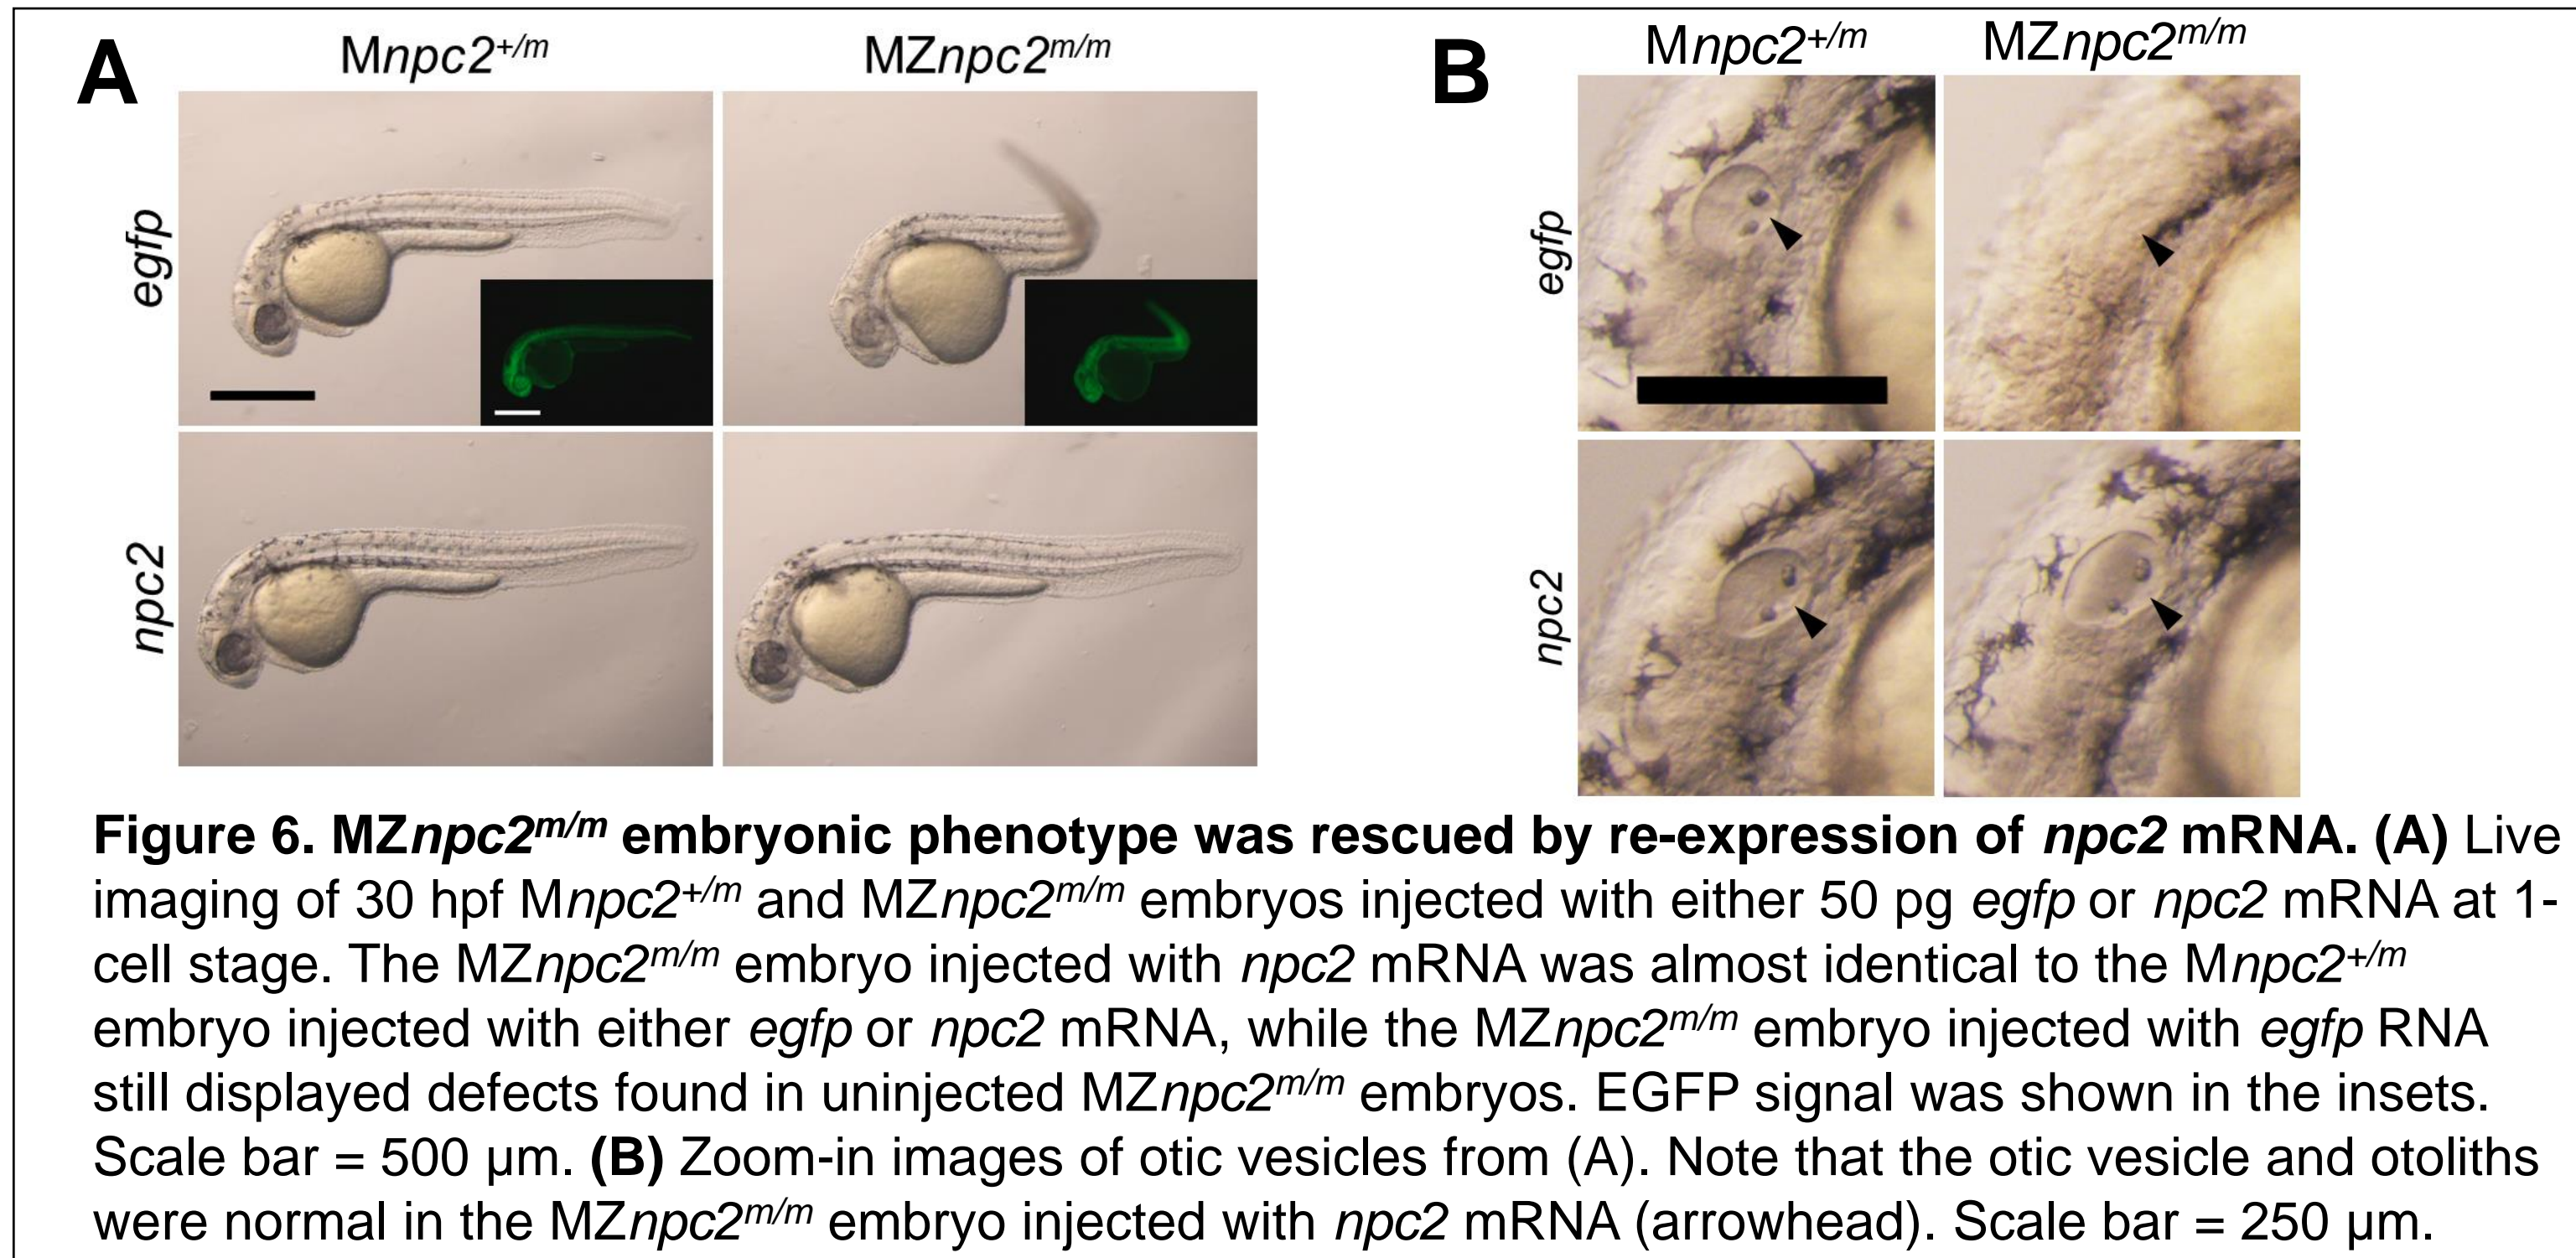 A
Mnpc2+/m
MZnpc2m/m
egfp
npc2
B
Mnpc2+/m
MZnpc2m/m
egfp
npc2
Figure 6. MZnpc2m/m embryonic phenotype was rescued by re-expression of npc2 mRNA. (A) Live
imaging of 30 hpf Mnpc2+/m and MZnpc2m/m embryos injected with either 50 pg egfp or npc2 mRNA at 1-
cell stage. The MZnpc2m/m embryo injected with npc2 mRNA was almost identical to the Mnpc2+/m
embryo injected with either egfp or npc2 mRNA, while the MZnpc2m/m embryo injected with egfp RNA
still displayed defects found in uninjected MZnpc2m/m embryos. EGFP signal was shown in the insets.
Scale bar = 500 µm. (B) Zoom-in images of otic vesicles from (A). Note that the otic vesicle and otoliths
were normal in the MZnpc2m/m embryo injected with npc2 mRNA (arrowhead). Scale bar = 250 µm.